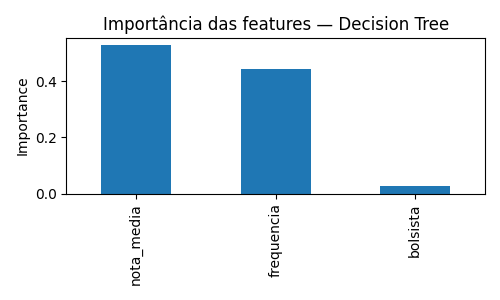 Importância das features — Decision Tree
Importance
0.4
0.2
0.0
nota_media
frequencia
bolsista